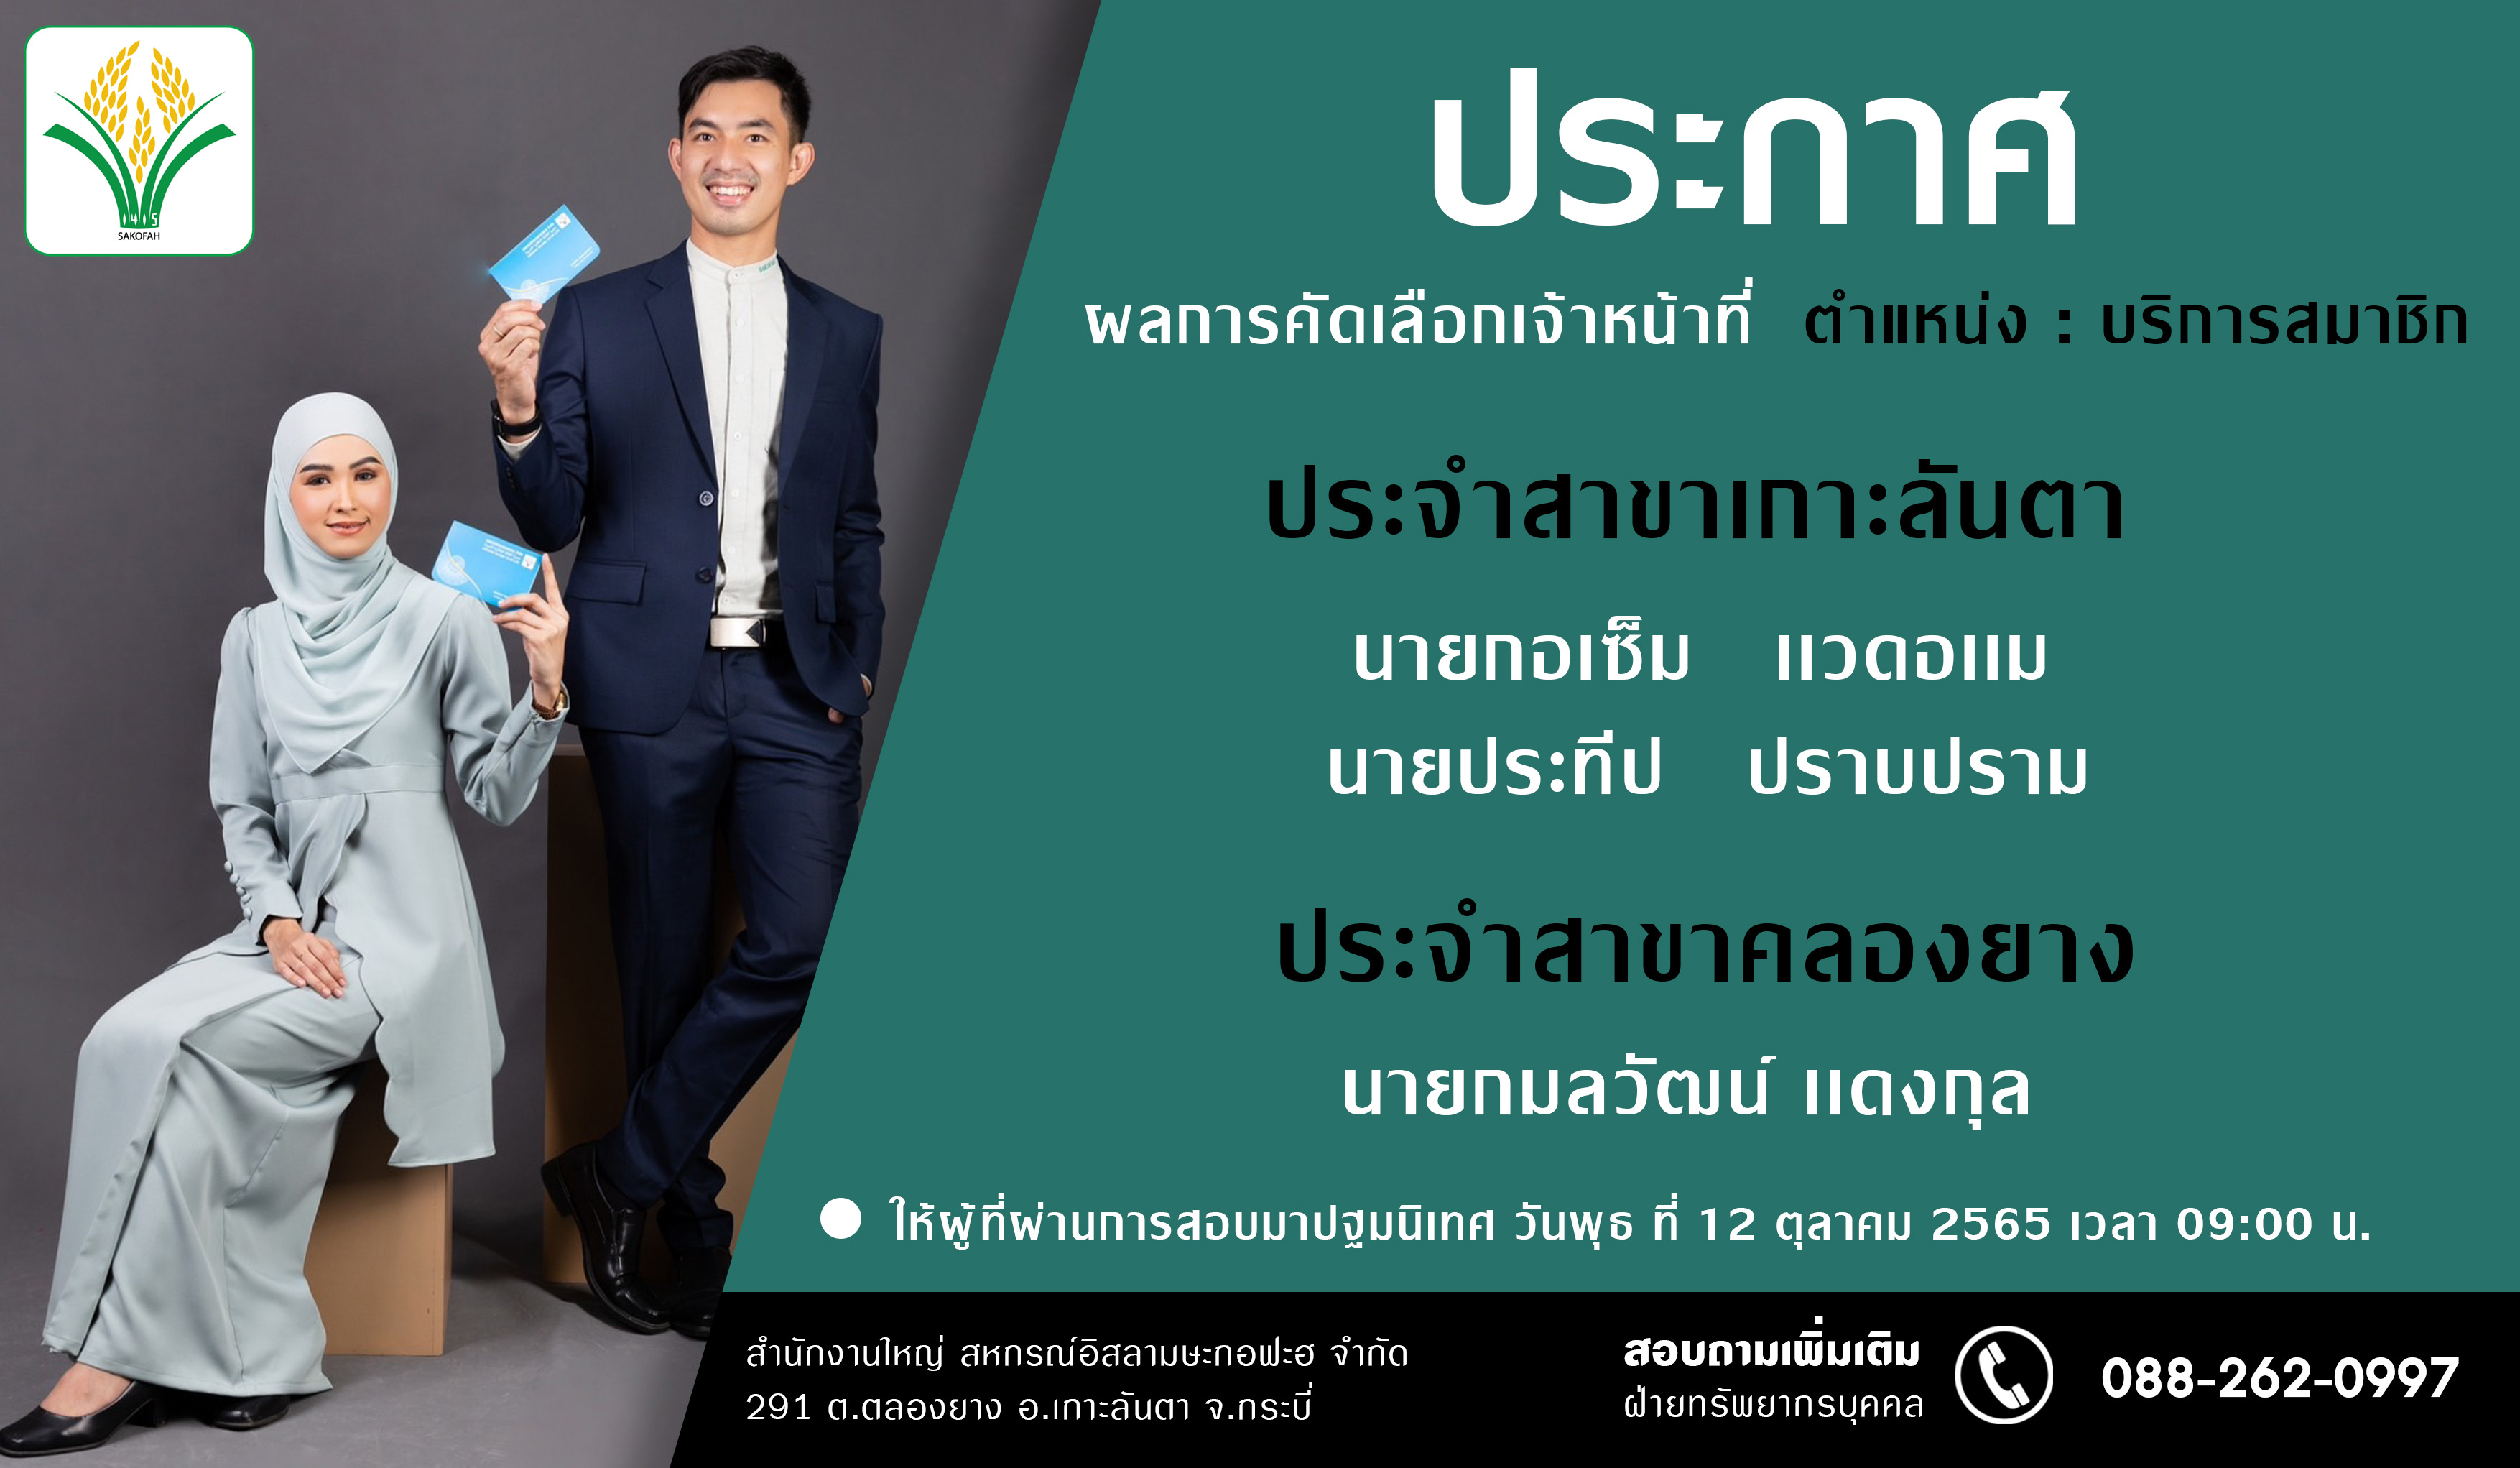 1415
SAKOFAH
ประกาศ
ผลการคัดเลือกเจ้าหน้าที่ ตำแหน่ง : บริการสมาชิก
ประจำสาขาเกาะลันตา
นายกอเซ็ม แวดอแม
นายประทีป ปราบปราม
ประจำสาขาคลองยาง
นายกมลวัฒน์ แดงกุล
ให้ผู้ที่ผ่านการสอบมาปฐมนิเทศ วันพุธ ที่ 12 ตุลาคม 2565 เวลา 09:00 น.
สำนักงานใหญ่ สหกรณ์อิสลามษะกอฟะฮ จำกัด
291 ต.ตลองยาง อ.เกาะลันตา จ.กระบี่
สอบถามเพิ่มเติม
ฝ่ายทรัพยากรบุคคล
088-262-0997